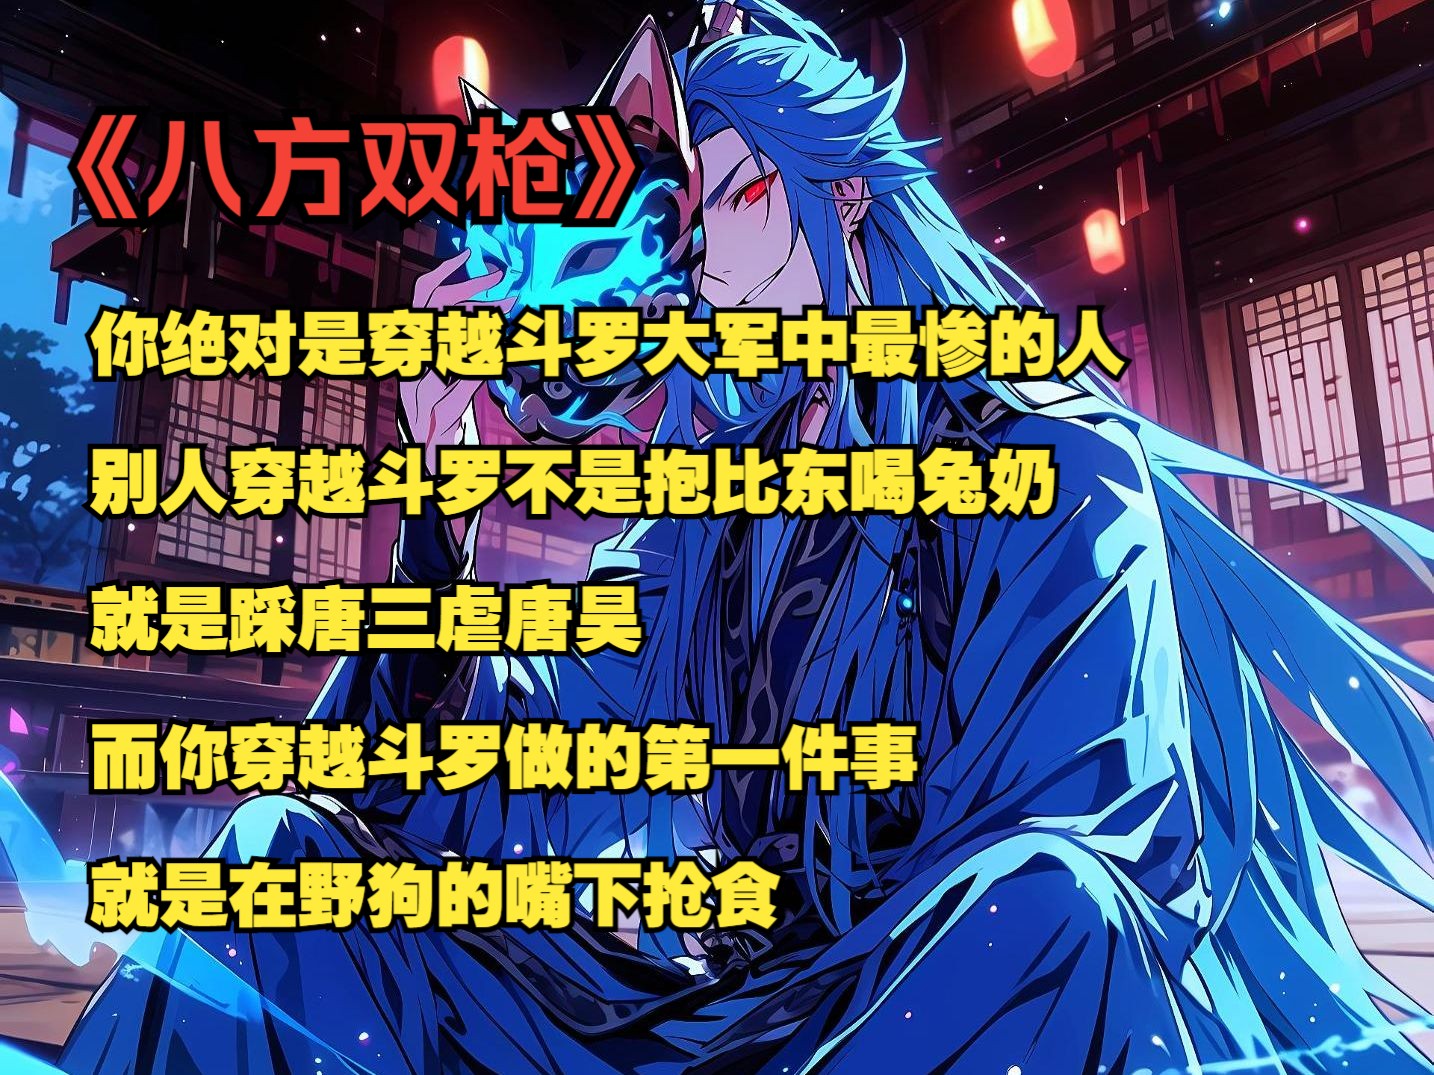 《八方双枪》
你绝对是穿越斗罗大军中最惨的人
别人穿越斗罗不是抱比东喝兔奶
就是踩唐三虐唐昊
而你穿越斗罗做的第一件事
就是在野狗的嘴下抢食